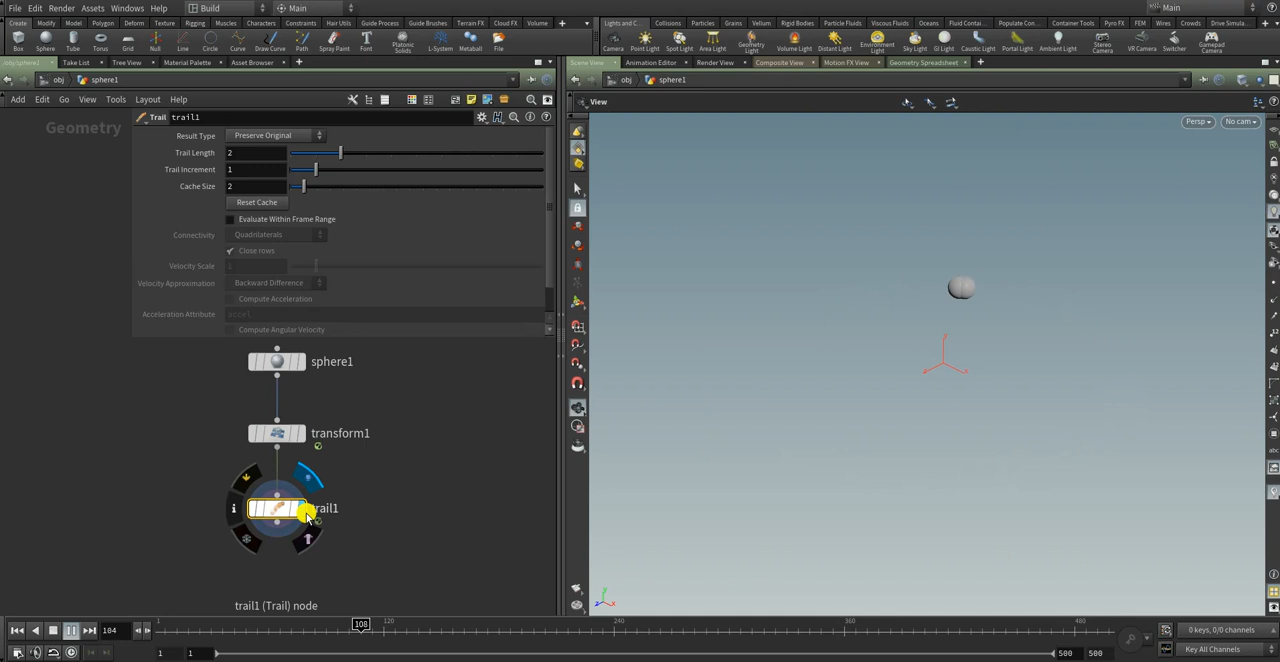 File Edit Render Assets Windows Help Build Main Main
Create Modify Model Polygon Deform Texture Rigging Muscles Characters Constraints Hair Utils Guide Process Guide Brushes Terrain FX Cloud FX Volume
Lights and C... Collisions Particles Grains Vellum Rigid Bodies Particle Fluids Viscous Fluids Oceans Fluid Contai... Populate Con... Container Tools Pyro FX FEM Wires Crowds Drive Simula...
Box Sphere Tube Torus Grid Null Line Circle Curve Draw Curve Path Spray Paint Font Platonic Solids L-System Metaball File
Camera Point Light Spot Light Area Light Geometry Light Volume Light Distant Light Environment Light Sky Light GI Light Caustic Light Portal Light Ambient Light Stereo Camera VR Camera Switcher Gamepad Camera
/obj/sphere1 Take List Tree View Material Palette Asset Browser
Scene View Animation Editor Render View Composite View Motion FX View Geometry Spreadsheet
obj sphere1
obj sphere1
Add Edit Go View Tools Layout Help
View
Geometry
Trail trail1
Persp No cam
Result Type Preserve Original
Trail Length 2
Trail Increment 1
Cache Size 2
Reset Cache
Evaluate Within Frame Range
Connectivity Quadrilaterals
Close rows
Velocity Scale 1
Velocity Approximation Backward Difference
Compute Acceleration
Acceleration Attribute accel
Compute Angular Velocity
sphere1
transform1
trail1
trail1 (Trail) node
104 1 108 120 240 360 480
0 keys, 0/0 channels
1 1 500 500
Key All Channels